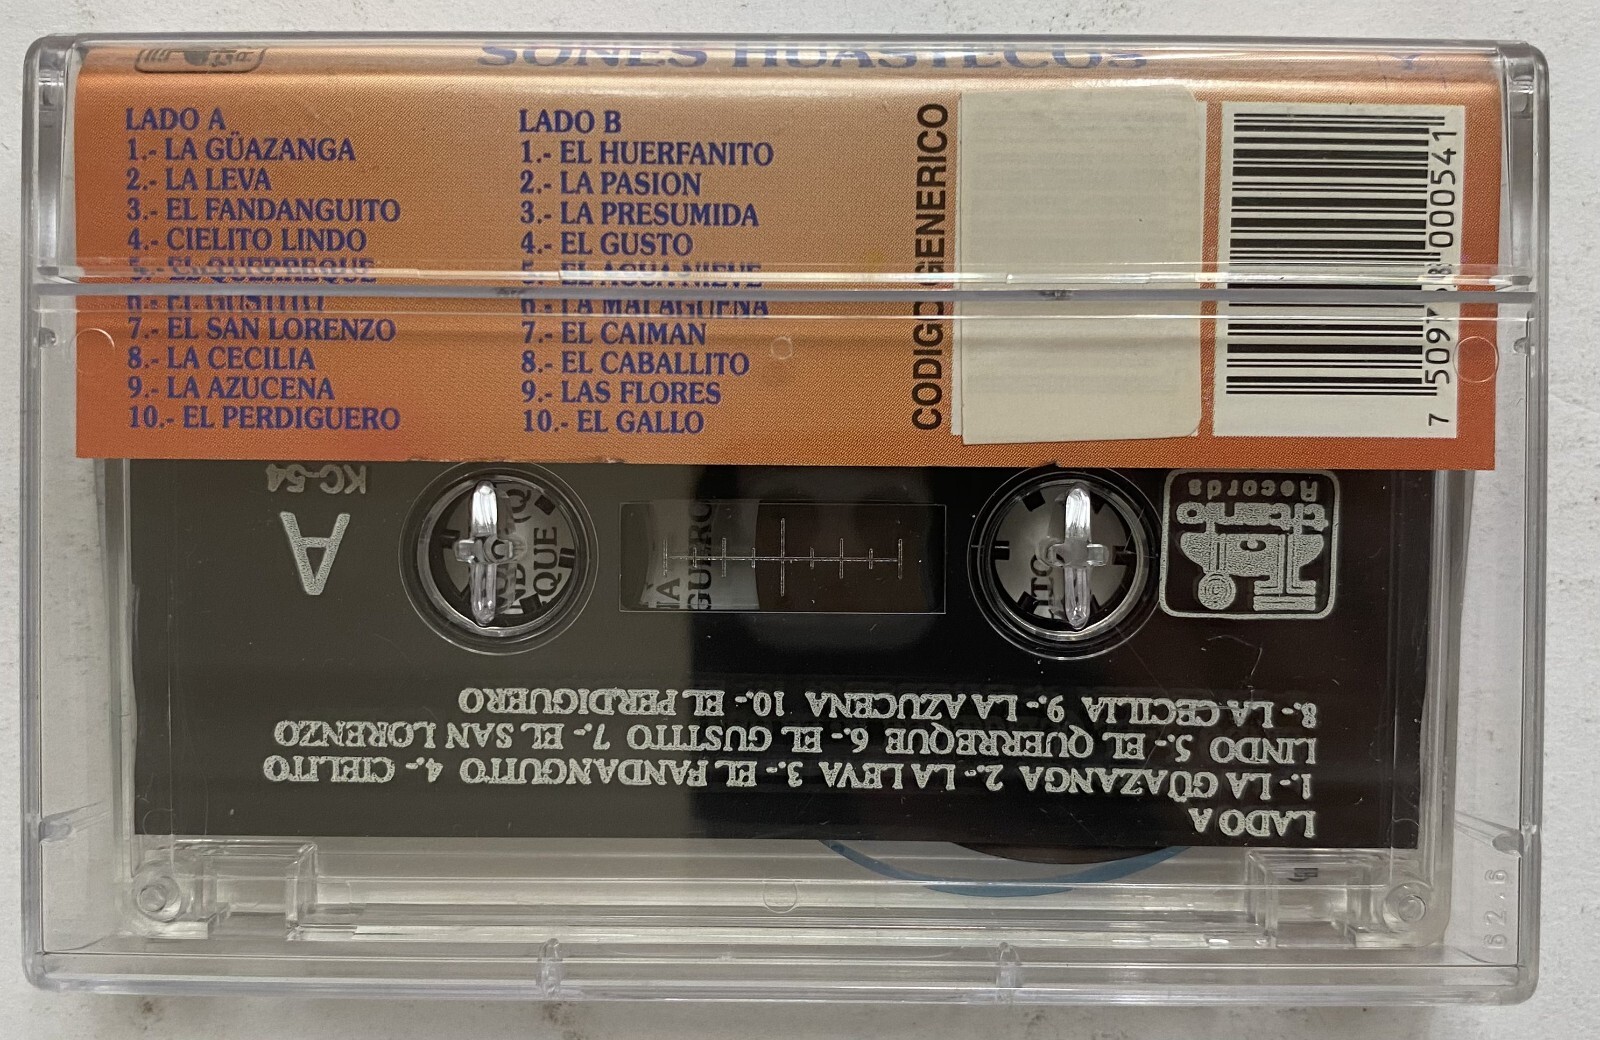 SONES HUASTECOS
LADO A
1.- LA GÜAZANGA
2.- LA LEVA
3.- EL FANDANGUITO
4.- CIELITO LINDO
5.- EL QUERREQUE
6.- EL GUSTITO
7.- EL SAN LORENZO
8.- LA CECILIA
9.- LA AZUCENA
10.- EL PERDIGUERO
LADO B
1.- EL HUERFANITO
2.- LA PASION
3.- LA PRESUMIDA
4.- EL GUSTO
5.- EL AGUA NIEVE
6.- LA MALAGUEÑA
7.- EL CAIMAN
8.- EL CABALLITO
9.- LAS FLORES
10.- EL GALLO
CODIGO GENERICO
KC-54
A
Records
LADO A
1.- LA GÜAZANGA 2.- LA LEVA 3.- EL FANDANGUITO 4.- CIELITO
LINDO 5.- EL QUERREQUE 6.- EL GUSTITO 7.- EL SAN LORENZO
8.- LA CECILIA 9.- LA AZUCENA 10.- EL PERDIGUERO